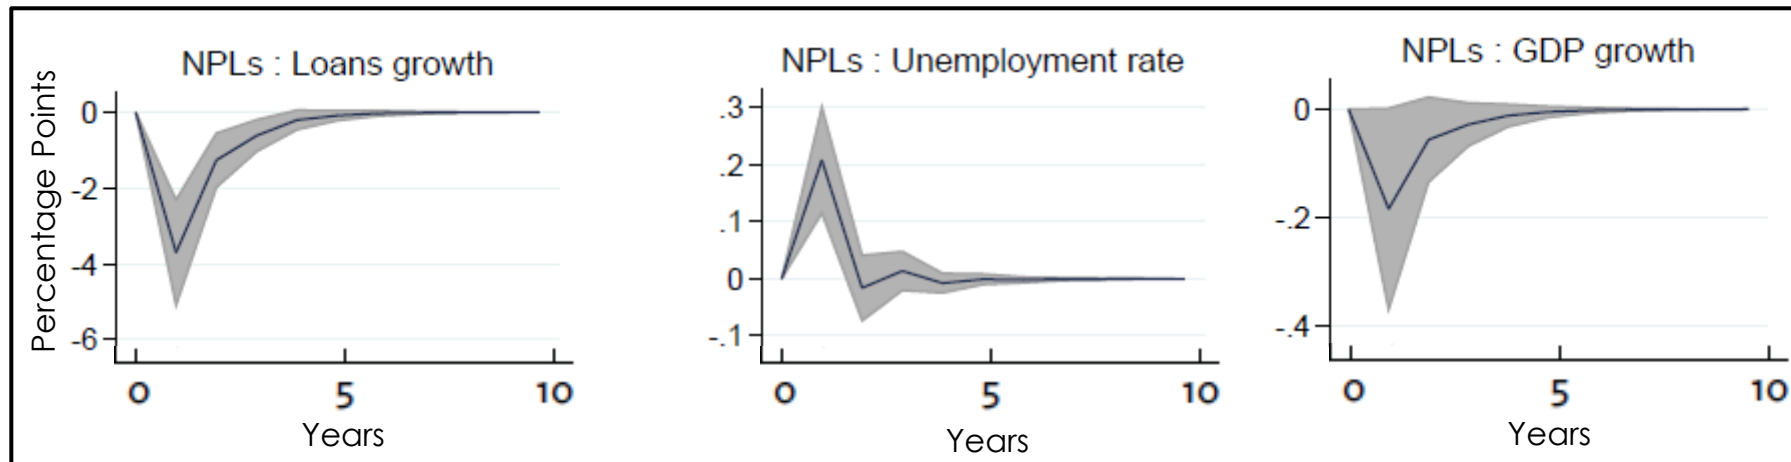 NPLs : Loans growth
Percentage Points
0
-2
-4
-6
0 5 10
Years
NPLs : Unemployment rate
.3
.2
.1
0
-.1
0 5 10
Years
NPLs : GDP growth
0
-.2
-.4
0 5 10
Years